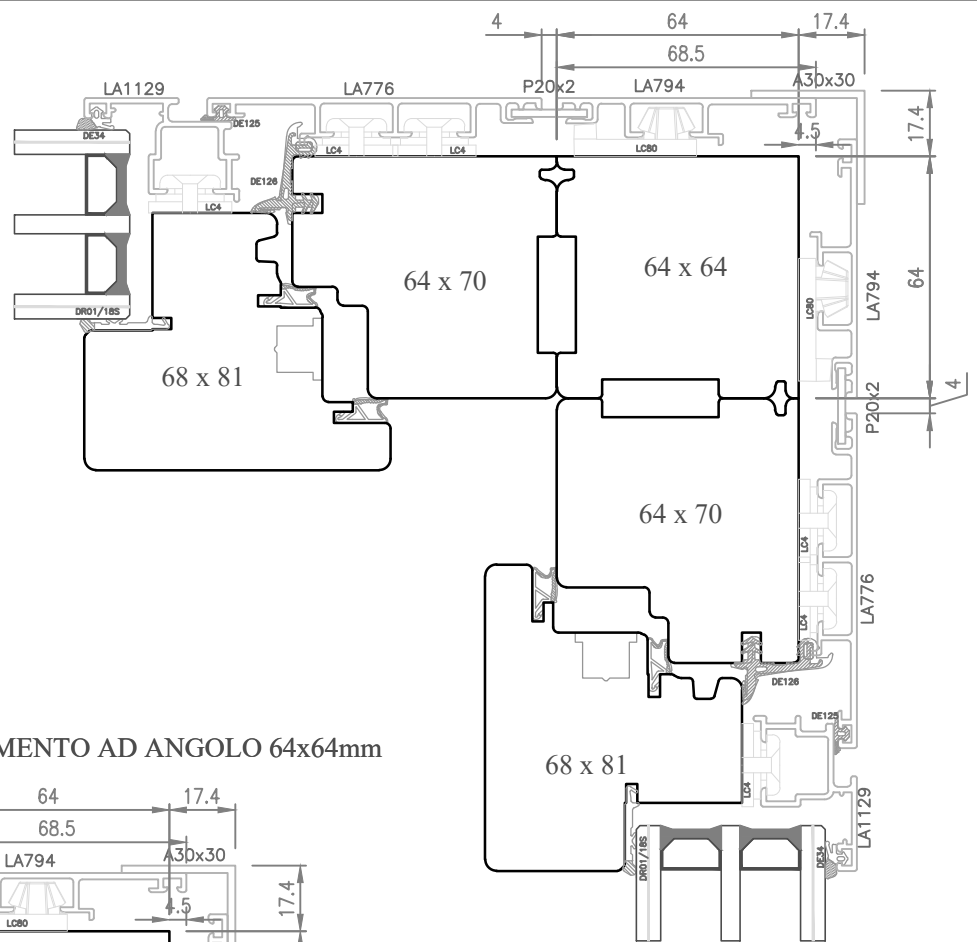 4
64
17.4
68.5
LA1129
LA776
P20x2
LA794
A30x30
DE125
DE34
LC4
LC4
LC80
4.5
17.4
DE126
LC4
64 x 70
64 x 64
64
LA794
LC80
DR01/18S
68 x 81
4
P20x2
64 x 70
LC4
LA776
LC4
DE126
DE125
MENTO AD ANGOLO 64x64mm
68 x 81
LC4
LA1129
64
17.4
68.5
DR01/18S
DE34
LA794
A30x30
4.5
17.4
LC80